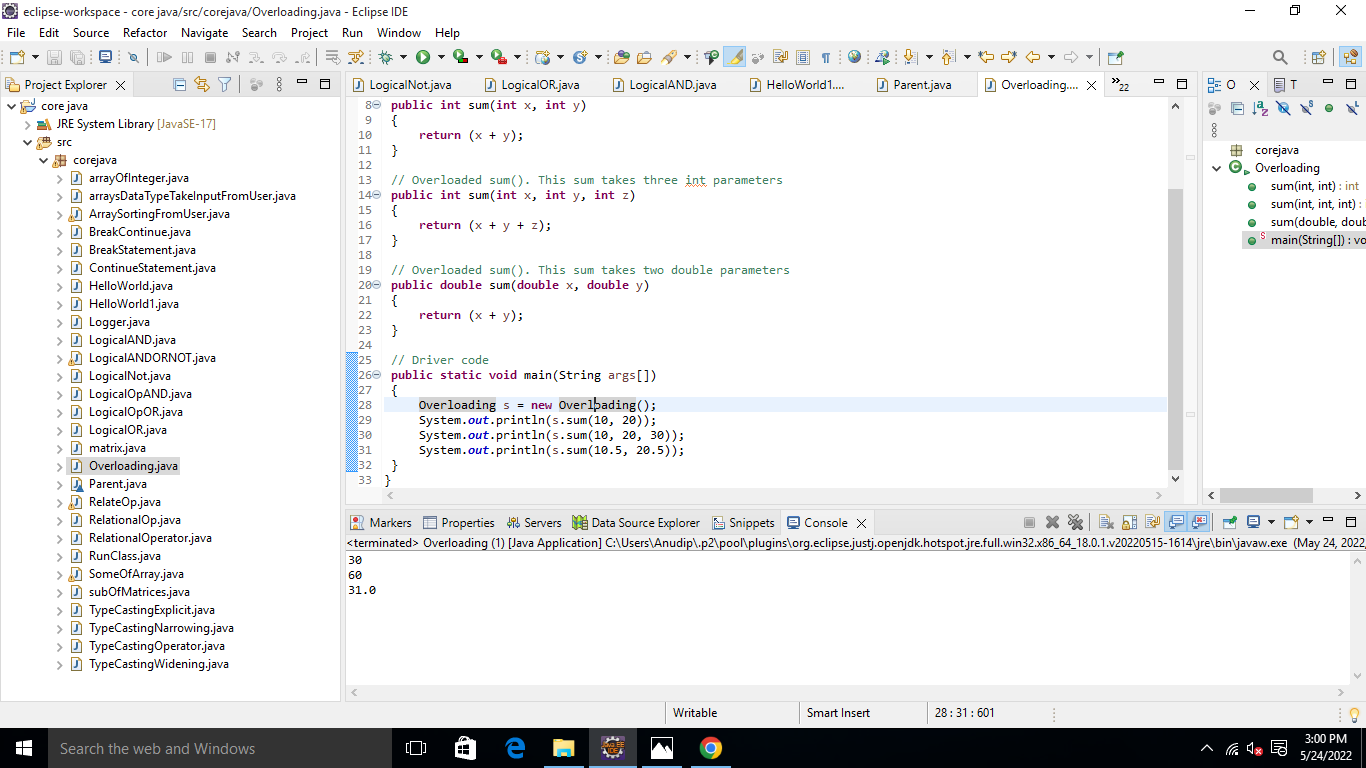 eclipse-workspace - core java/src/corejava/Overloading.java - Eclipse IDE
File Edit Source Refactor Navigate Search Project Run Window Help
Project Explorer
core java
JRE System Library [JavaSE-17]
src
corejava
arrayOfInteger.java
arraysDataTypeTakeInputFromUser.java
ArraySortingFromUser.java
BreakContinue.java
BreakStatement.java
ContinueStatement.java
HelloWorld.java
HelloWorld1.java
Logger.java
LogicalAND.java
LogicalANDORNOT.java
LogicalNot.java
LogicalOpAND.java
LogicalOpOR.java
LogicalOR.java
matrix.java
Overloading.java
Parent.java
RelateOp.java
RelationalOp.java
RelationalOperator.java
RunClass.java
SomeOfArray.java
subOfMatrices.java
TypeCastingExplicit.java
TypeCastingNarrowing.java
TypeCastingOperator.java
TypeCastingWidening.java
LogicalNot.java LogicalOR.java LogicalAND.java HelloWorld1.... Parent.java Overloading.... »22
8 public int sum(int x, int y)
9 {
10 return (x + y);
11 }
12
13 // Overloaded sum(). This sum takes three int parameters
14 public int sum(int x, int y, int z)
15 {
16 return (x + y + z);
17 }
18
19 // Overloaded sum(). This sum takes two double parameters
20 public double sum(double x, double y)
21 {
22 return (x + y);
23 }
24
25 // Driver code
26 public static void main(String args[])
27 {
28 Overloading s = new Overloading();
29 System.out.println(s.sum(10, 20));
30 System.out.println(s.sum(10, 20, 30));
31 System.out.println(s.sum(10.5, 20.5));
32 }
33 }
O T
corejava
Overloading
sum(int, int) : int
sum(int, int, int) :
sum(double, doub
main(String[]) : vo
Markers Properties Servers Data Source Explorer Snippets Console
<terminated> Overloading (1) [Java Application] C:\Users\Anudip\.p2\pool\plugins\org.eclipse.justj.openjdk.hotspot.jre.full.win32.x86_64_18.0.1.v20220515-1614\jre\bin\javaw.exe (May 24, 2022,
30
60
31.0
Writable Smart Insert 28 : 31 : 601
Search the web and Windows
3:00 PM
5/24/2022